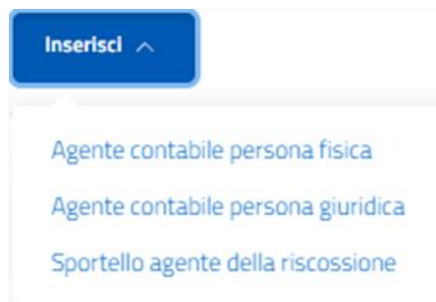 Inserisci
Agente contabile persona fisica
Agente contabile persona giuridica
Sportello agente della riscossione